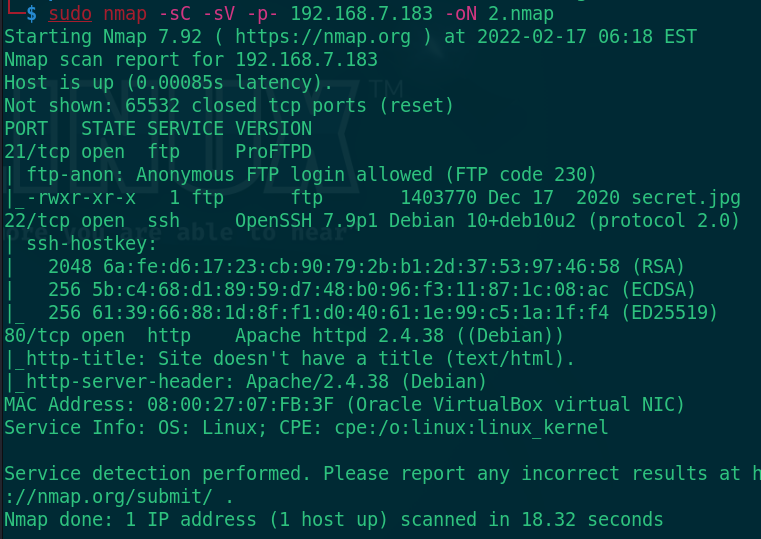 └─$ sudo nmap -sC -sV -p- 192.168.7.183 -oN 2.nmap
Starting Nmap 7.92 ( https://nmap.org ) at 2022-02-17 06:18 EST
Nmap scan report for 192.168.7.183
Host is up (0.00085s latency).
Not shown: 65532 closed tcp ports (reset)
PORT   STATE SERVICE VERSION
21/tcp open  ftp     ProFTPD
| ftp-anon: Anonymous FTP login allowed (FTP code 230)
|_-rwxr-xr-x   1 ftp      ftp       1403770 Dec 17  2020 secret.jpg
22/tcp open  ssh     OpenSSH 7.9p1 Debian 10+deb10u2 (protocol 2.0)
| ssh-hostkey:
|   2048 6a:fe:d6:17:23:cb:90:79:2b:b1:2d:37:53:97:46:58 (RSA)
|   256 5b:c4:68:d1:89:59:d7:48:b0:96:f3:11:87:1c:08:ac (ECDSA)
|_  256 61:39:66:88:1d:8f:f1:d0:40:61:1e:99:c5:1a:1f:f4 (ED25519)
80/tcp open  http    Apache httpd 2.4.38 ((Debian))
|_http-title: Site doesn't have a title (text/html).
|_http-server-header: Apache/2.4.38 (Debian)
MAC Address: 08:00:27:07:FB:3F (Oracle VirtualBox virtual NIC)
Service Info: OS: Linux; CPE: cpe:/o:linux:linux_kernel

Service detection performed. Please report any incorrect results at h
://nmap.org/submit/ .
Nmap done: 1 IP address (1 host up) scanned in 18.32 seconds